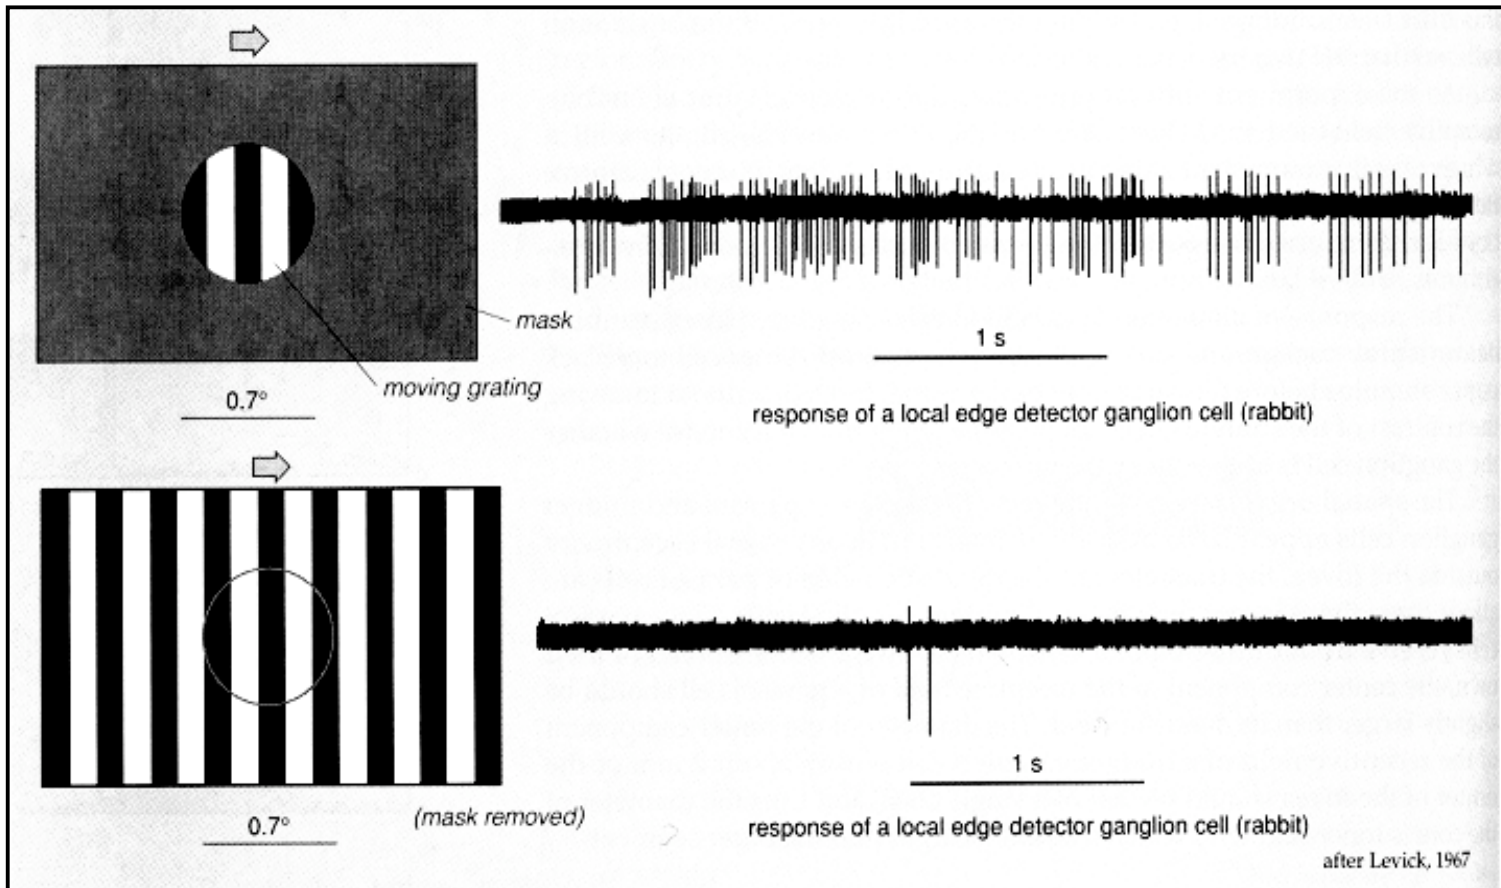 mask
moving grating
0.7°
1 s
response of a local edge detector ganglion cell (rabbit)
0.7°
(mask removed)
1 s
response of a local edge detector ganglion cell (rabbit)
after Levick, 1967